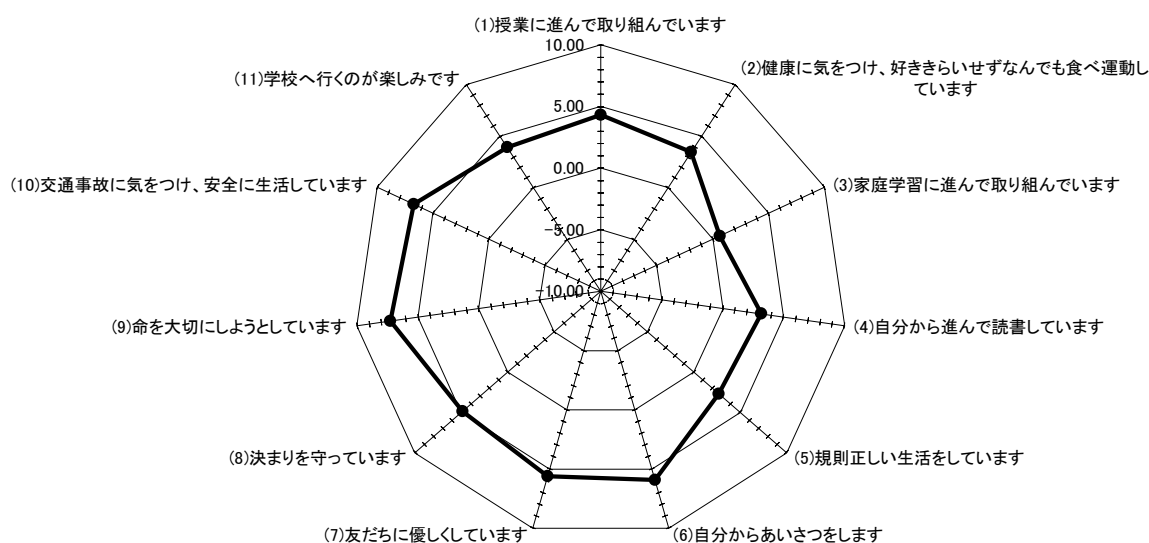 (1)授業に進んで取り組んでいます
(2)健康に気をつけ、好ききらいせずなんでも食べ運動し
ています
(3)家庭学習に進んで取り組んでいます
(4)自分から進んで読書しています
(5)規則正しい生活をしています
(6)自分からあいさつをします
(7)友だちに優しくしています
(8)決まりを守っています
(9)命を大切にしようとしています
(10)交通事故に気をつけ、安全に生活しています
(11)学校へ行くのが楽しみです
10.00
5.00
0.00
−5.00
−10.00